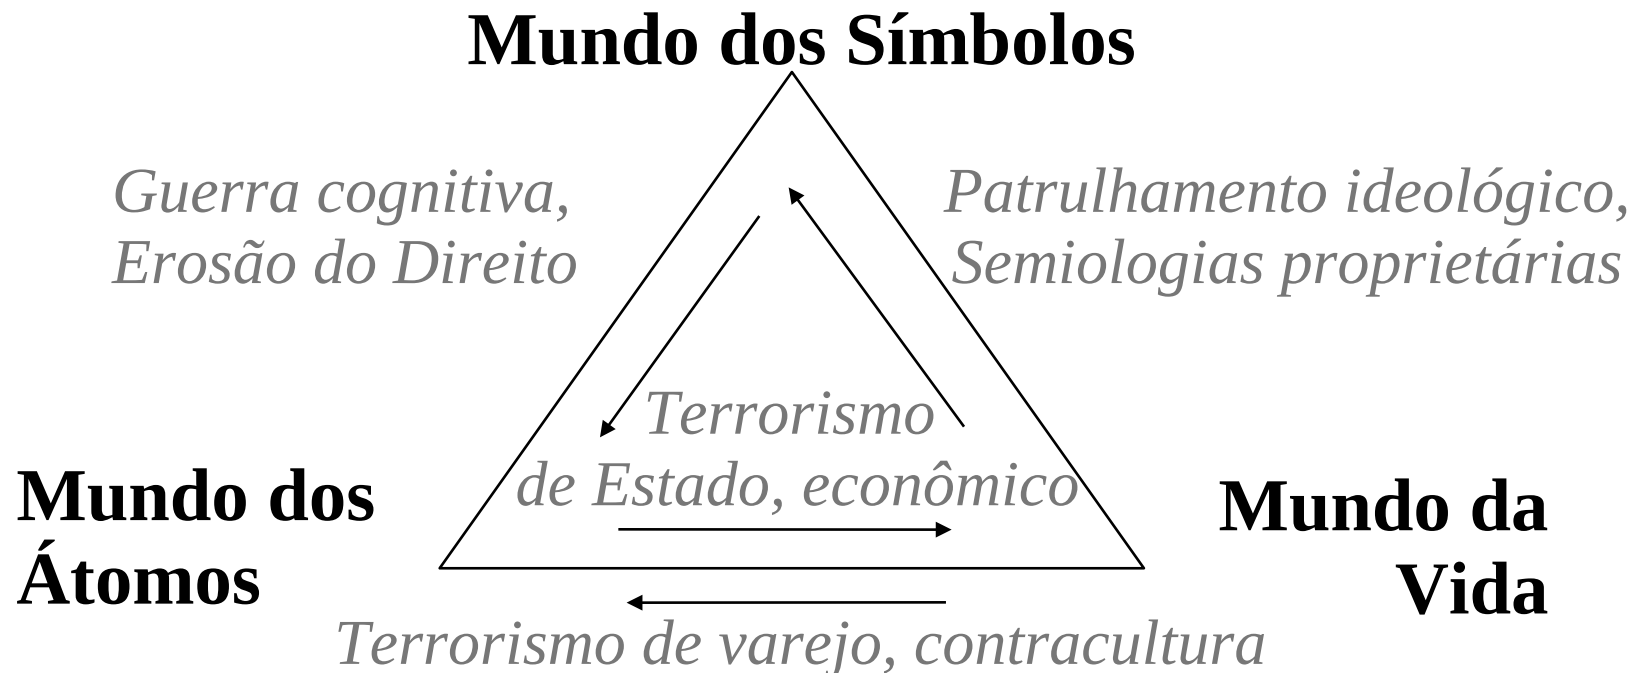 Mundo dos Símbolos
Guerra cognitiva,
Erosão do Direito
Patrulhamento ideológico,
Semiologias proprietárias
Terrorismo
de Estado, econômico
Mundo dos
Átomos
Mundo da
Vida
Terrorismo de varejo, contracultura